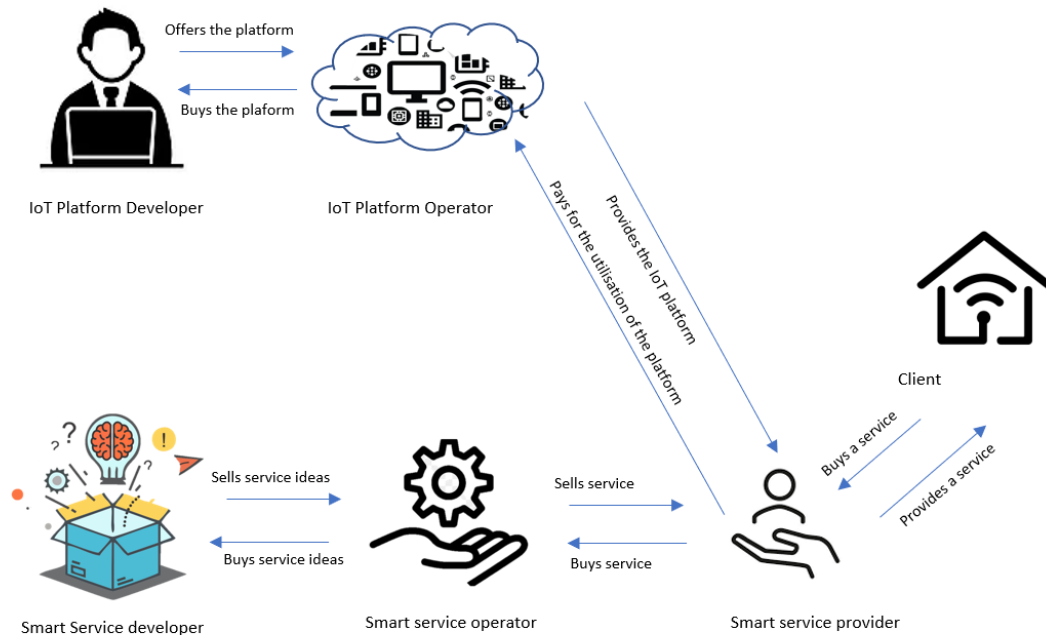 Offers the platform
Buys the plaform
IoT Platform Developer
IoT Platform Operator
Pays for the utilisation of the platform
Provides the IoT platform
Client
Buys a service
Provides a service
Sells service ideas
Buys service ideas
Sells service
Buys service
Smart Service developer
Smart service operator
Smart service provider